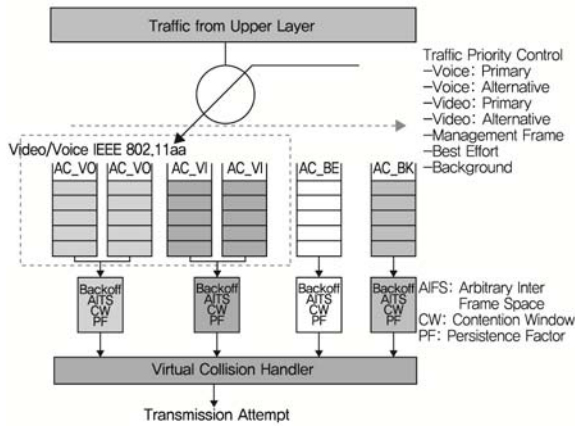 Traffic from Upper Layer
Traffic Priority Control
–Voice: Primary
–Voice: Alternative
–Video: Primary
–Video: Alternative
–Management Frame
–Best Effort
–Background
Video/Voice IEEE 802.11aa
AC_VO AC_VO AC_VI AC_VI AC_BE AC_BK
Backoff
AITS
CW
PF
Backoff
AITS
CW
PF
Backoff
AITS
CW
PF
Backoff
AITS
CW
PF
AIFS: Arbitrary Inter
Frame Space
CW: Contention Window
PF: Persistence Factor
Virtual Collision Handler
Transmission Attempt